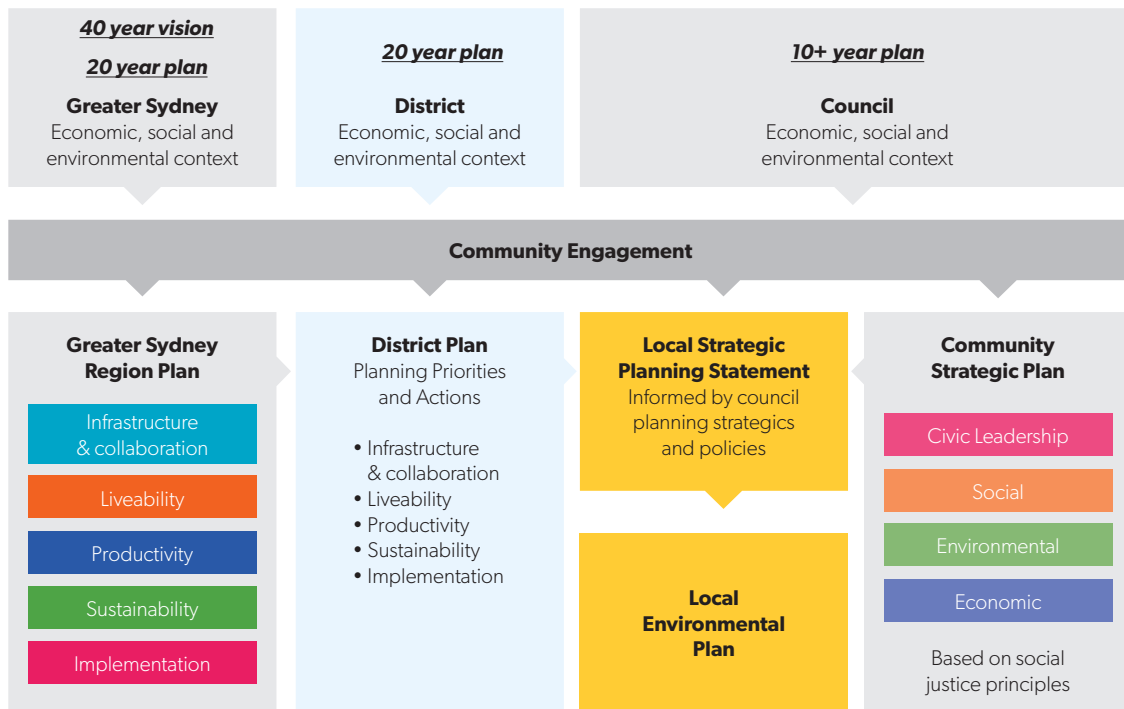 40 year vision
20 year plan
Greater Sydney
Economic, social and
environmental context
20 year plan
District
Economic, social and
environmental context
10+ year plan
Council
Economic, social and
environmental context
Community Engagement
Greater Sydney
Region Plan
Infrastructure
& collaboration
Liveability
Productivity
Sustainability
Implementation
District Plan
Planning Priorities
and Actions
• Infrastructure
& collaboration
• Liveability
• Productivity
• Sustainability
• Implementation
Local Strategic
Planning Statement
Informed by council
planning strategics
and policies
Local
Environmental
Plan
Community
Strategic Plan
Civic Leadership
Social
Environmental
Economic
Based on social
justice principles